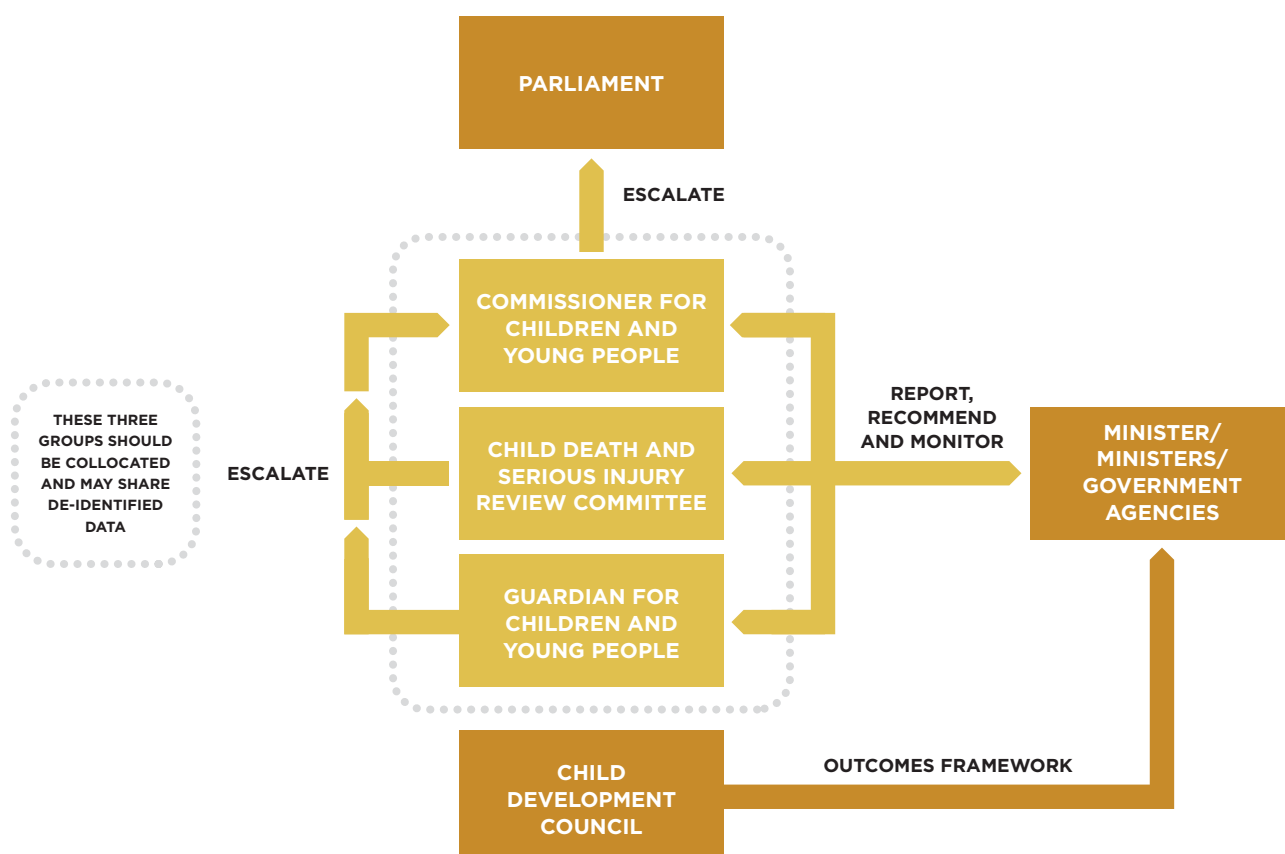 PARLIAMENT
ESCALATE
COMMISSIONER FOR
CHILDREN AND
YOUNG PEOPLE
REPORT,
RECOMMEND
AND MONITOR
THESE THREE
GROUPS SHOULD
BE COLLOCATED
AND MAY SHARE
DE-IDENTIFIED
DATA
ESCALATE
CHILD DEATH AND
SERIOUS INJURY
REVIEW COMMITTEE
MINISTER/
MINISTERS/
GOVERNMENT
AGENCIES
GUARDIAN FOR
CHILDREN AND
YOUNG PEOPLE
OUTCOMES FRAMEWORK
CHILD
DEVELOPMENT
COUNCIL